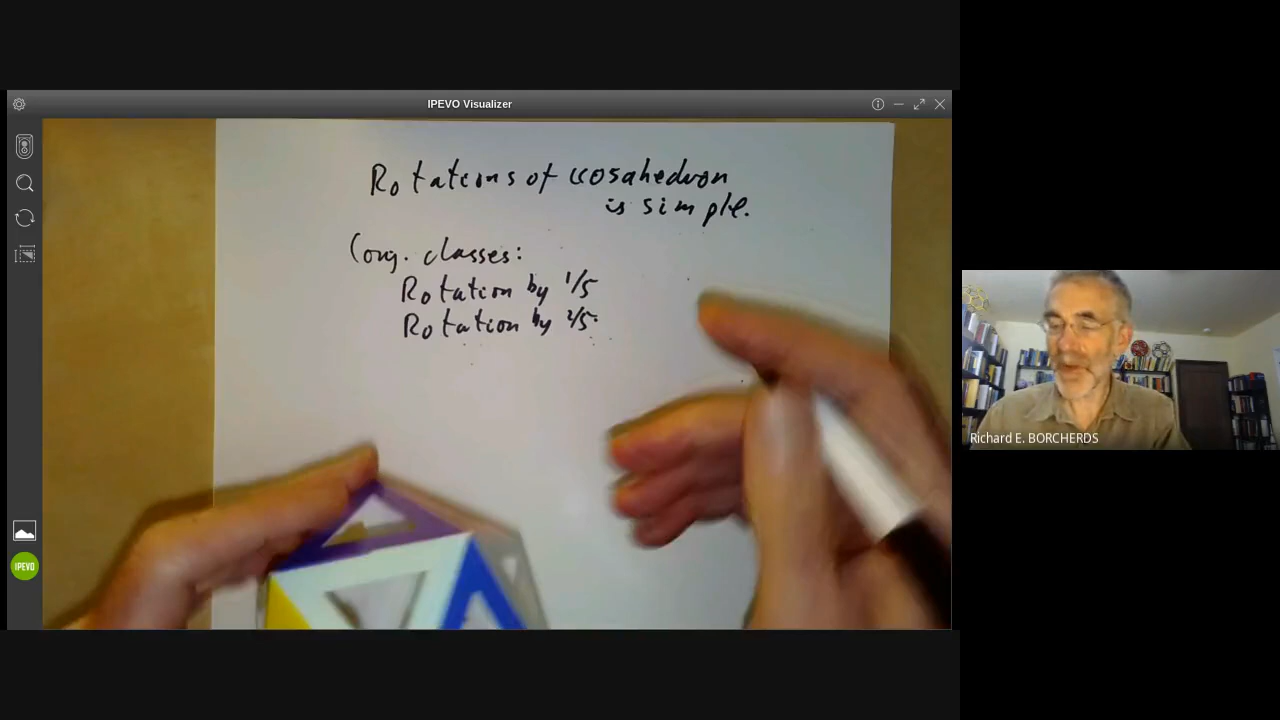 IPEVO Visualizer
Rotations of icosahedron
is simple.
Conj. classes:
Rotation by 1/5
Rotation by 2/5.
IPEVO
Richard E. BORCHERDS